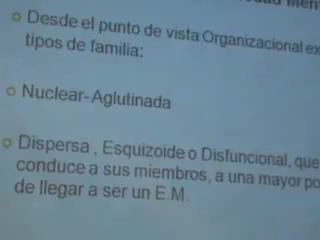 Desde el punto de vista Organizacional
tipos de familia:
Nuclear-Aglutinada
Dispersa , Esquizoide o Disfuncional, que
conduce a sus miembros, a una mayor
de llegar a ser un E.M.